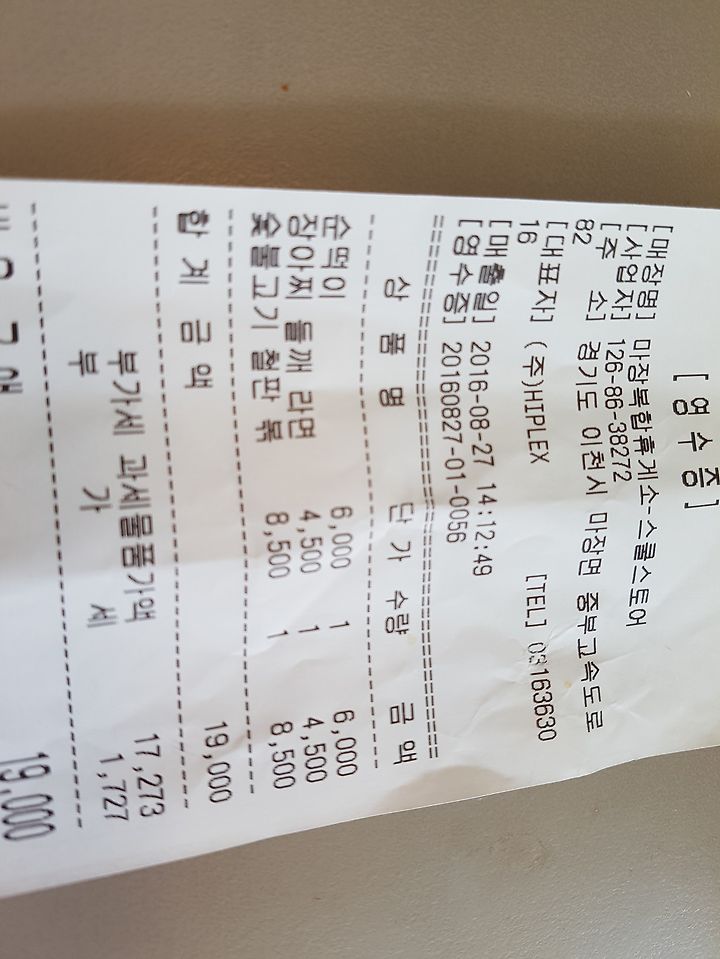 [ 영수증 ]
[매장명] 마장복합휴게소-스쿨스토어
[사업자] 126-86-38272
[주 소] 경기도 이천시 마장면 중부고속도로
82
[대표자] (주)HIPLEX [TEL] 03163630
16
[매출일] 2016-08-27 14:12:49
[영수증] 20160827-01-0056
상 품 명 단 가 수량 금 액
순떡이 6,000 1 6,000
장아찌 들깨 라면 4,500 1 4,500
숯불고기 철판 볶 8,500 1 8,500
합 계 금 액 19,000
부가세 과세물품가액 17,273
부 가 세 1,727
19,000